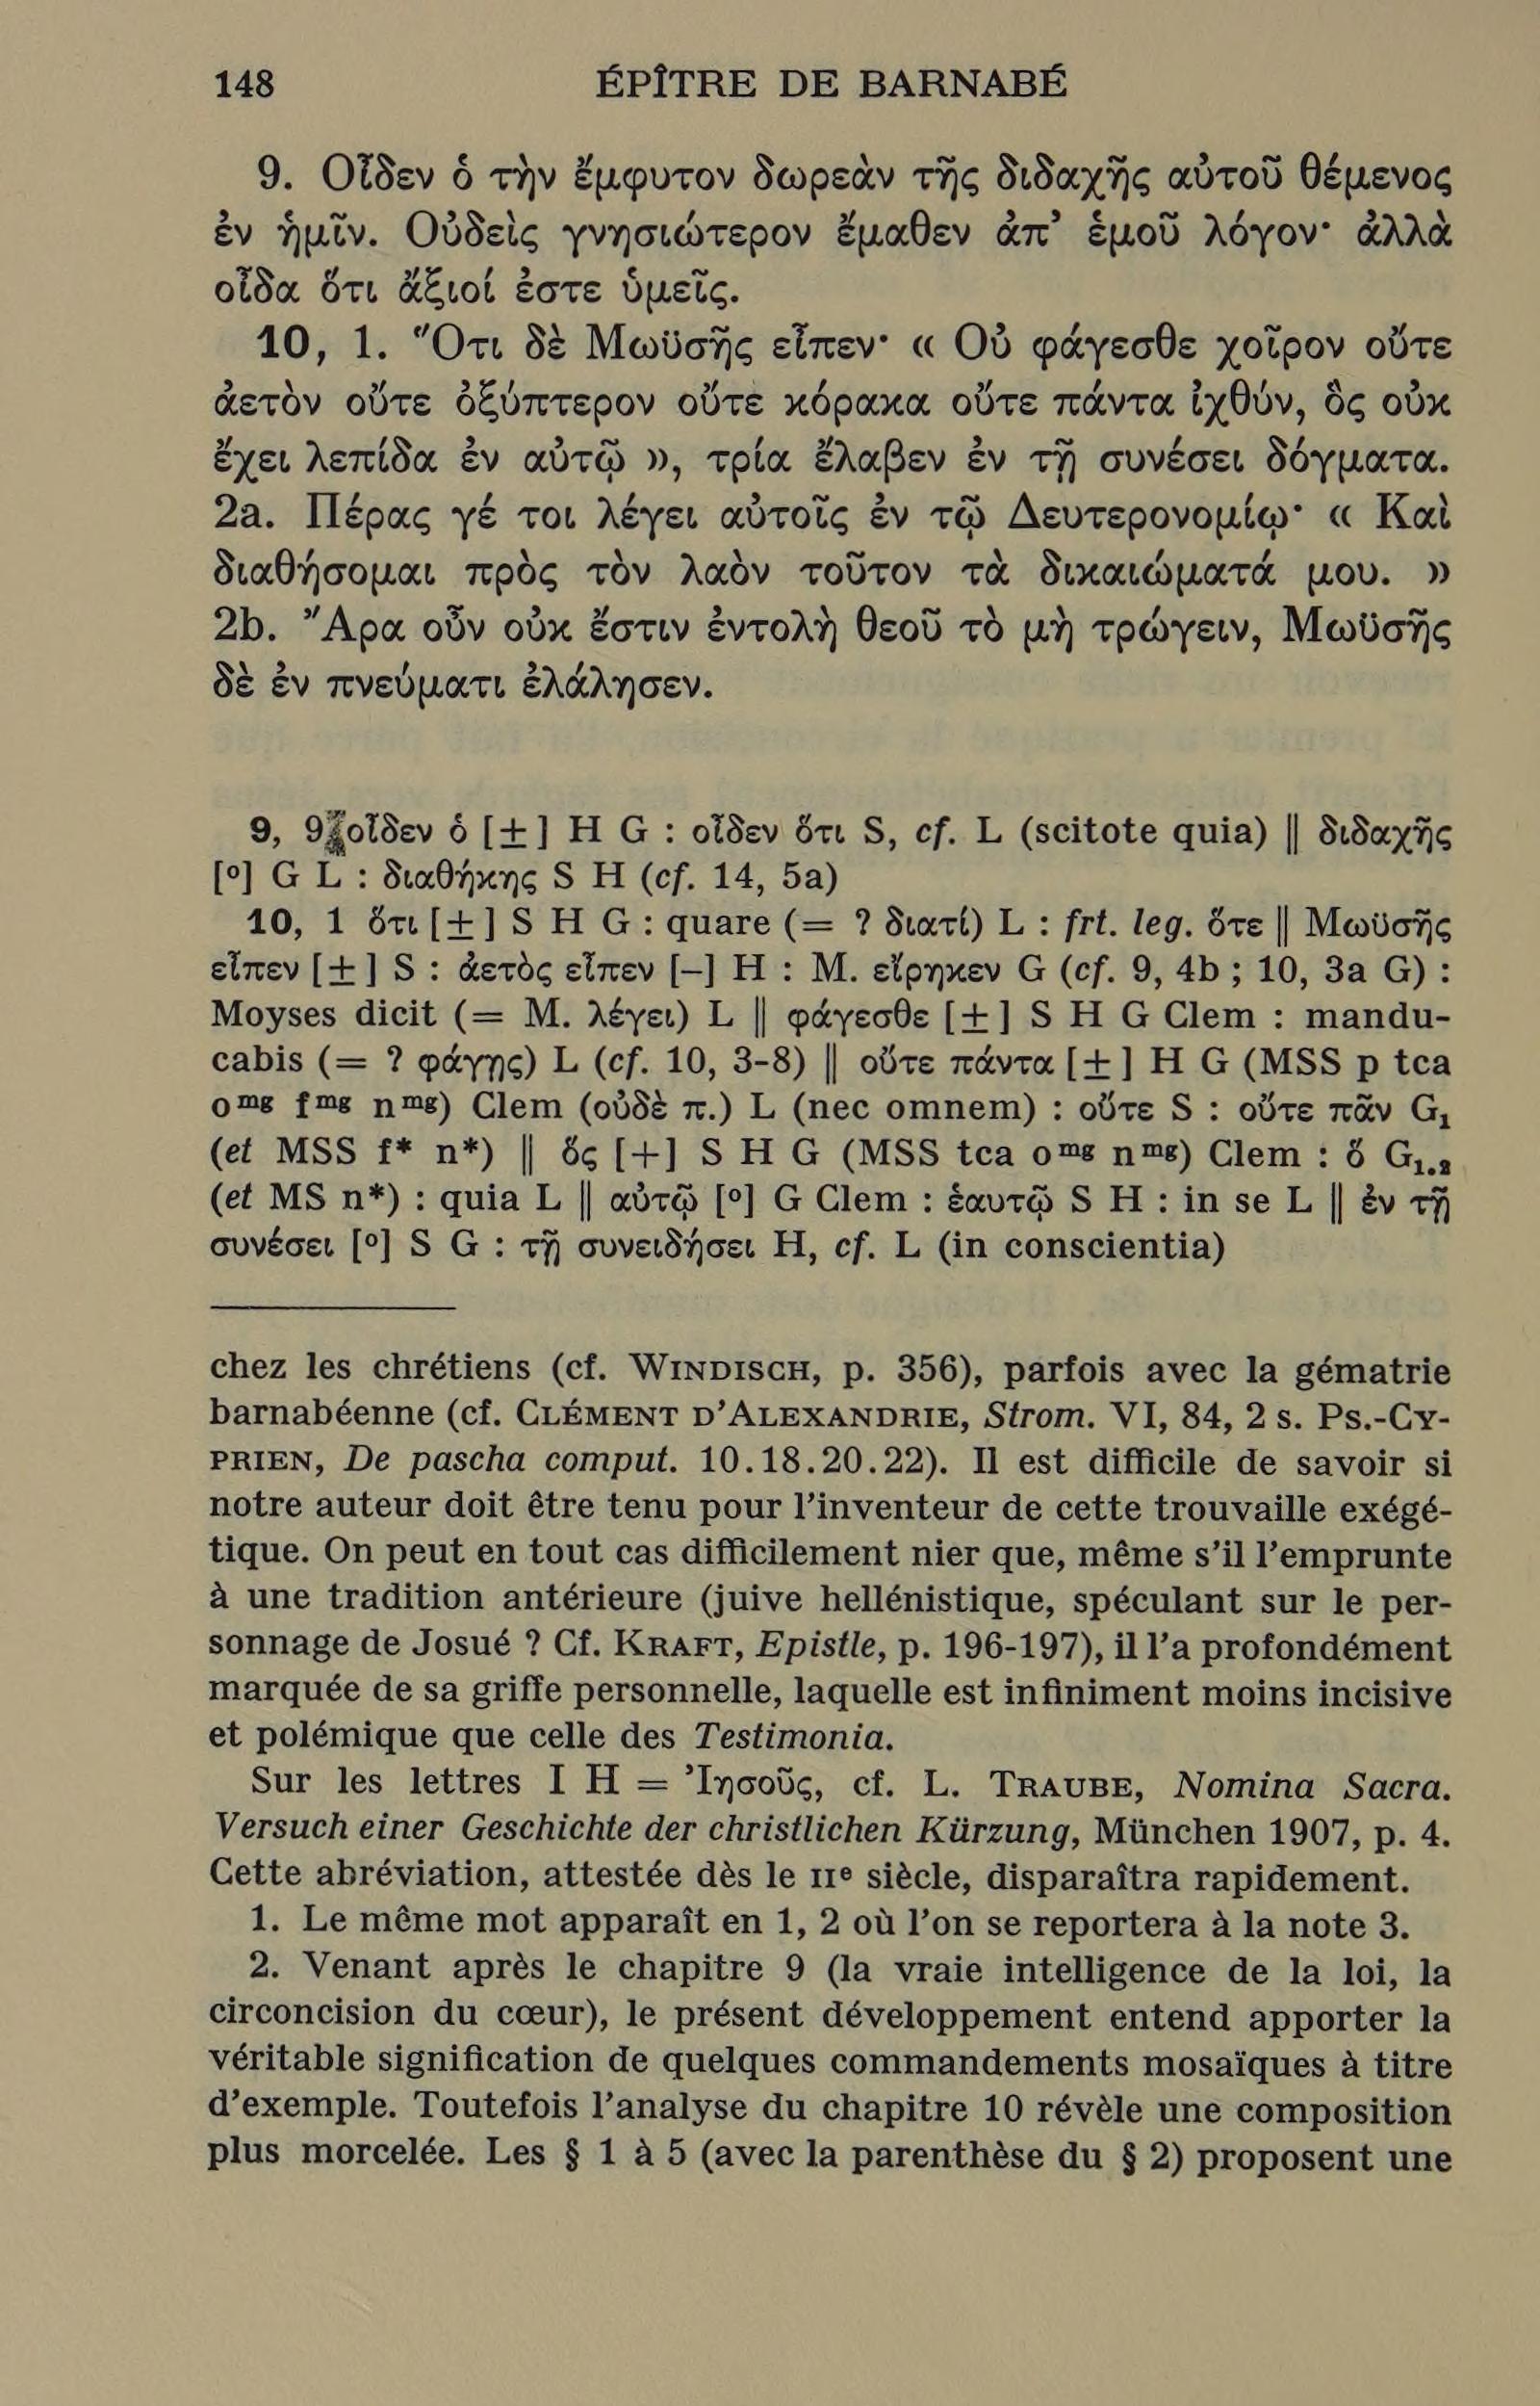 148 ÉPÎTRE DE BARNABÉ
9. Οἶδεν ὁ τὴν ἔμφυτον δωρεὰν τῆς διδαχῆς αὐτοῦ θέμενος
ἐν ἡμῖν. Οὐδεὶς γνησιώτερον ἔμαθεν ἀπ’ ἐμοῦ λόγον· ἀλλὰ
οἶδα ὅτι ἄξιοί ἐστε ὑμεῖς.
10, 1. Ὅτι δὲ Μωϋσῆς εἶπεν· « Οὐ φάγεσθε χοῖρον οὔτε
ἀετὸν οὔτε ὀξύπτερον οὔτε κόρακα οὔτε πάντα ἰχθύν, ὃς οὐκ
ἔχει λεπίδα ἐν αὐτῷ », τρία ἔλαβεν ἐν τῇ συνέσει δόγματα.
2a. Πέρας γέ τοι λέγει αὐτοῖς ἐν τῷ Δευτερονομίῳ· « Καὶ
διαθήσομαι πρὸς τὸν λαὸν τοῦτον τὰ δικαιώματά μου. »
2b. Ἄρα οὖν οὐκ ἔστιν ἐντολὴ θεοῦ τὸ μὴ τρώγειν, Μωϋσῆς
δὲ ἐν πνεύματι ἐλάλησεν.
9, 9 οἶδεν ὁ [±] H G : οἶδεν ὅτι S, cf. L (scitote quia) || διδαχῆς
[o] G L : διαθήκης S H (cf. 14, 5a)
10, 1 ὅτι [±] S H G : quare (= ? διατί) L : frt. leg. ὅτε || Μωϋσῆς
εἶπεν [±] S : ἀετὸς εἶπεν [–] H : M. εἴρηκεν G (cf. 9, 4b ; 10, 3a G) :
Moyses dicit (= M. λέγει) L || φάγεσθε [±] S H G Clem : mandu-
cabis (= ? φάγῃς) L (cf. 10, 3-8) || οὔτε πάντα [±] H G (MSS p tca
oᵐᵍ fᵐᵍ nᵐᵍ) Clem (οὐδὲ π.) L (nec omnem) : οὔτε S : οὔτε πᾶν G₁
(et MSS f* n*) || ὅς [+] S H G (MSS tca oᵐᵍ nᵐᵍ) Clem : ὅ G₁.₂
(et MS n*) : quia L || αὐτῷ [o] G Clem : ἑαυτῷ S H : in se L || ἐν τῇ
συνέσει [o] S G : τῇ συνειδήσει H, cf. L (in conscientia)
chez les chrétiens (cf. WINDISCH, p. 356), parfois avec la gématrie
barnabéenne (cf. CLÉMENT D’ALEXANDRIE, Strom. VI, 84, 2 s. Ps.-CY-
PRIEN, De pascha comput. 10.18.20.22). Il est difficile de savoir si
notre auteur doit être tenu pour l’inventeur de cette trouvaille exégé-
tique. On peut en tout cas difficilement nier que, même s’il l’emprunte
à une tradition antérieure (juive hellénistique, spéculant sur le per-
sonnage de Josué ? Cf. KRAFT, Epistle, p. 196-197), il l’a profondément
marquée de sa griffe personnelle, laquelle est infiniment moins incisive
et polémique que celle des Testimonia.
Sur les lettres I H = Ἰησοῦς, cf. L. TRAUBE, Nomina Sacra.
Versuch einer Geschichte der christlichen Kürzung, München 1907, p. 4.
Cette abréviation, attestée dès le IIᵉ siècle, disparaîtra rapidement.
1. Le même mot apparaît en 1, 2 où l’on se reportera à la note 3.
2. Venant après le chapitre 9 (la vraie intelligence de la loi, la
circoncision du cœur), le présent développement entend apporter la
véritable signification de quelques commandements mosaïques à titre
d’exemple. Toutefois l’analyse du chapitre 10 révèle une composition
plus morcelée. Les § 1 à 5 (avec la parenthèse du § 2) proposent une